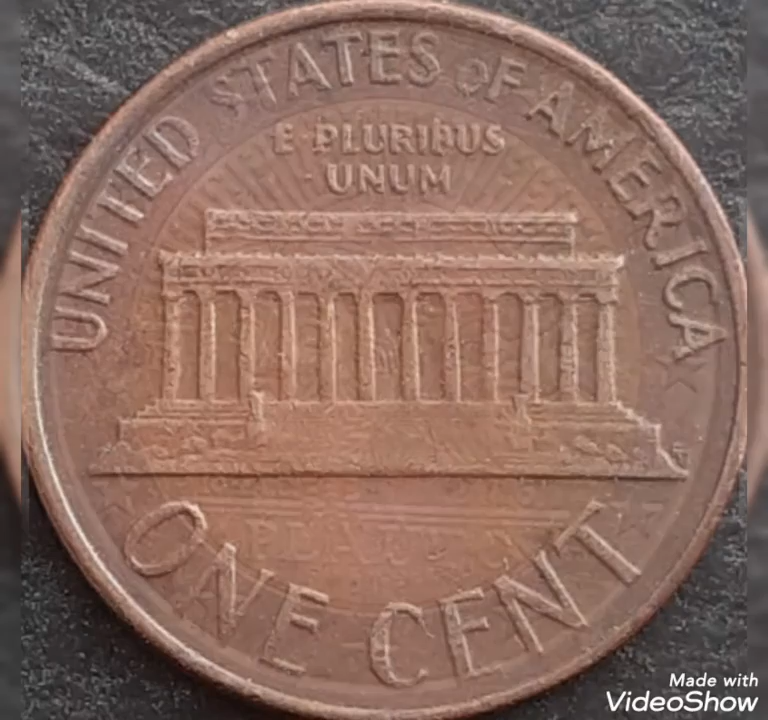 UNITED STATES OF AMERICA
E PLURIBUS
UNUM
ONE CENT
Made with
VideoShow